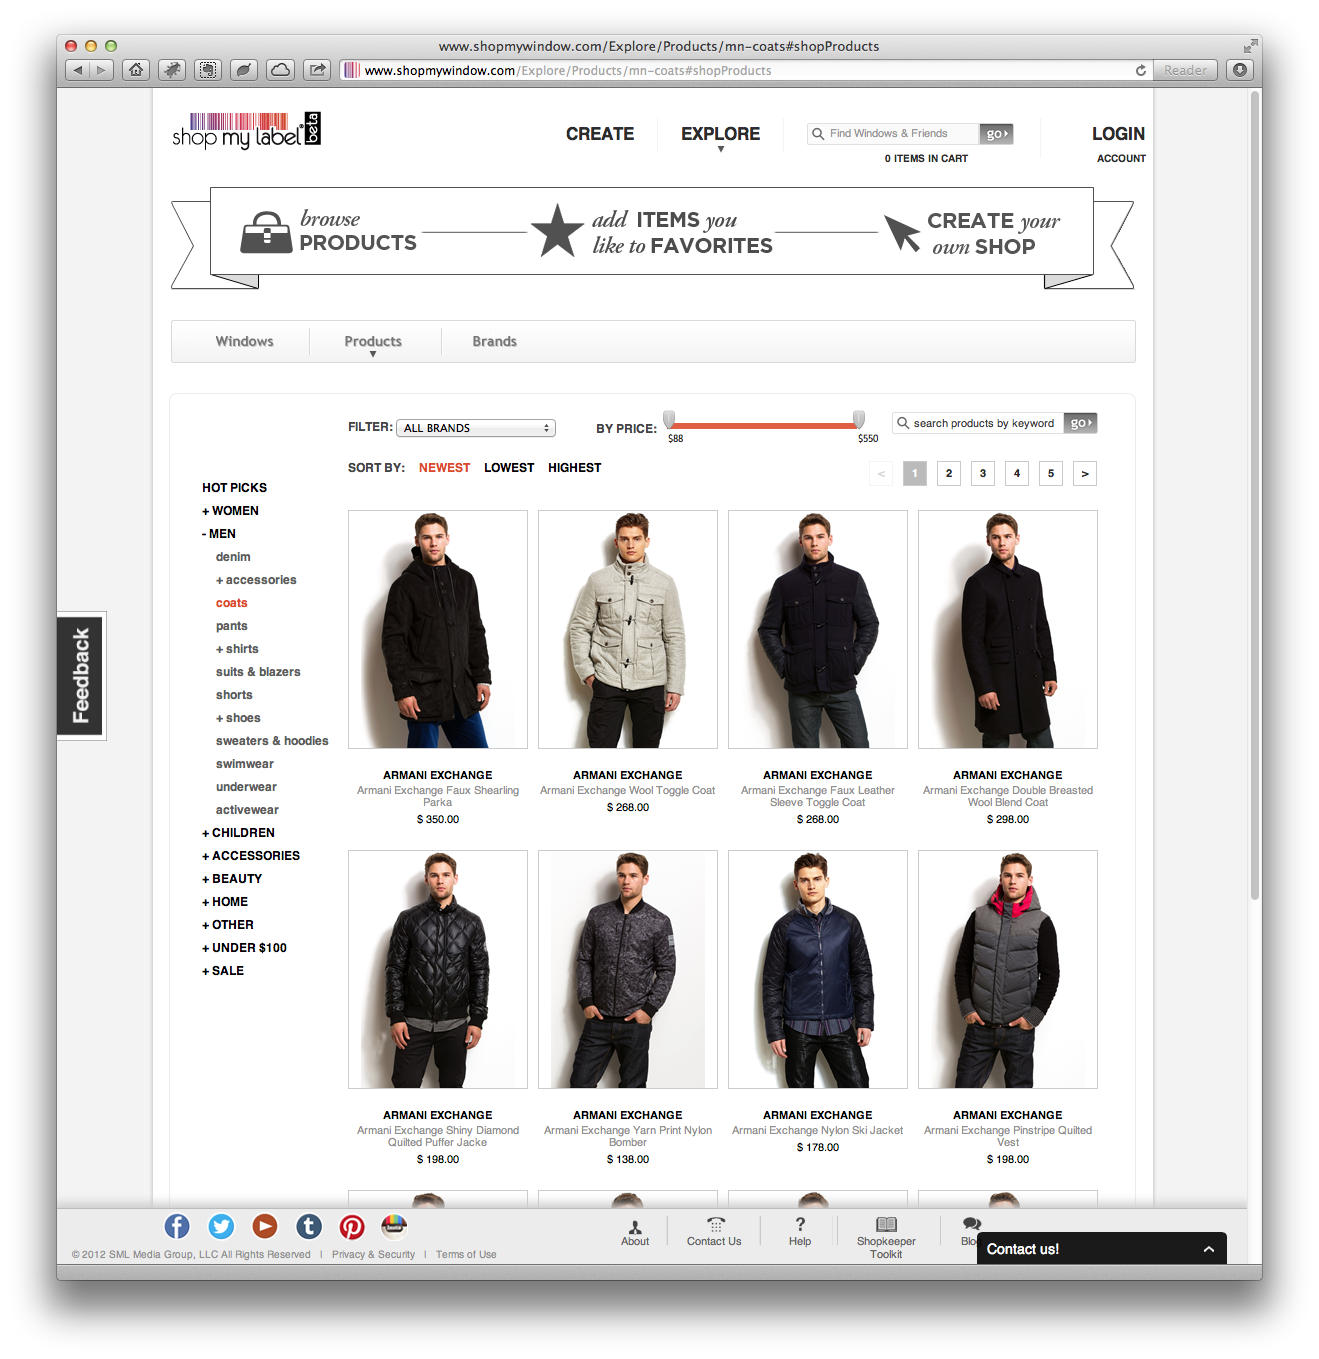 www.shopmywindow.com/Explore/Products/mn-coats#shopProducts
www.shopmywindow.com/Explore/Products/mn-coats#shopProducts
Reader
shop my label beta
CREATE
EXPLORE
Find Windows & Friends
go
LOGIN
0 ITEMS IN CART
ACCOUNT
browse
PRODUCTS
add ITEMS you
like to FAVORITES
CREATE your
own SHOP
Windows
Products
Brands
FILTER:
ALL BRANDS
BY PRICE:
$88
$550
search products by keyword
go
SORT BY:
NEWEST
LOWEST
HIGHEST
< 1 2 3 4 5 >
HOT PICKS
+ WOMEN
- MEN
denim
+ accessories
coats
pants
+ shirts
suits & blazers
shorts
+ shoes
sweaters & hoodies
swimwear
underwear
activewear
+ CHILDREN
+ ACCESSORIES
+ BEAUTY
+ HOME
+ OTHER
+ UNDER $100
+ SALE
Feedback
ARMANI EXCHANGE
Armani Exchange Faux Shearling
Parka
$ 350.00
ARMANI EXCHANGE
Armani Exchange Wool Toggle Coat
$ 268.00
ARMANI EXCHANGE
Armani Exchange Faux Leather
Sleeve Toggle Coat
$ 268.00
ARMANI EXCHANGE
Armani Exchange Double Breasted
Wool Blend Coat
$ 298.00
ARMANI EXCHANGE
Armani Exchange Shiny Diamond
Quilted Puffer Jacke
$ 198.00
ARMANI EXCHANGE
Armani Exchange Yarn Print Nylon
Bomber
$ 138.00
ARMANI EXCHANGE
Armani Exchange Nylon Ski Jacket
$ 178.00
ARMANI EXCHANGE
Armani Exchange Pinstripe Quilted
Vest
$ 198.00
About
Contact Us
Help
Shopkeeper
Toolkit
Blo
Contact us!
© 2012 SML Media Group, LLC All Rights Reserved | Privacy & Security | Terms of Use